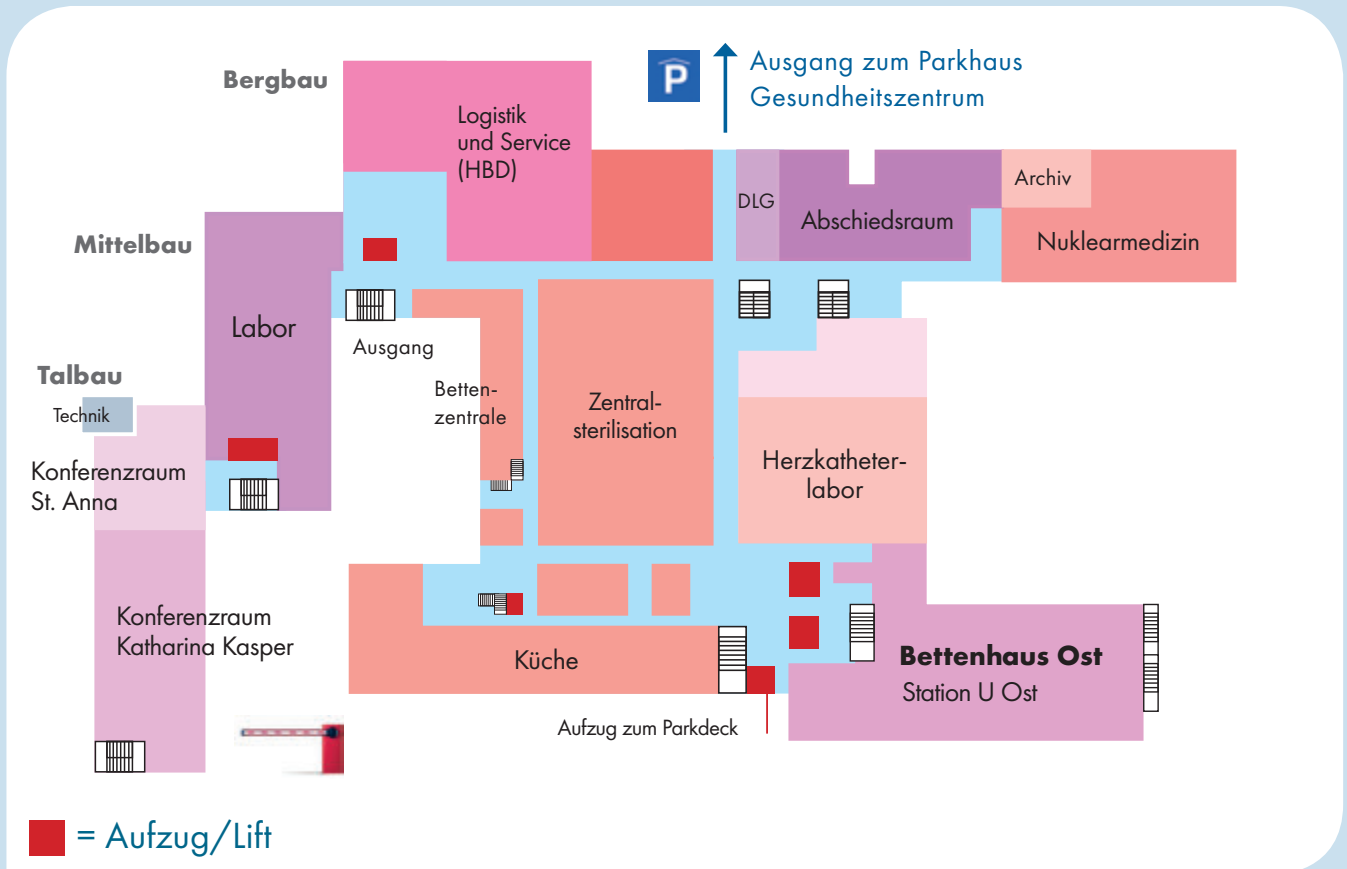 P
Ausgang zum Parkhaus
Gesundheitszentrum
Bergbau
Logistik
und Service
(HBD)
DLG
Abschiedsraum
Archiv
Nuklearmedizin
Mittelbau
Labor
Ausgang
Talbau
Technik
Betten-
zentrale
Zentral-
sterilisation
Herzkatheter-
labor
Konferenzraum
St. Anna
Konferenzraum
Katharina Kasper
Küche
Bettenhaus Ost
Station U Ost
Aufzug zum Parkdeck
= Aufzug/Lift